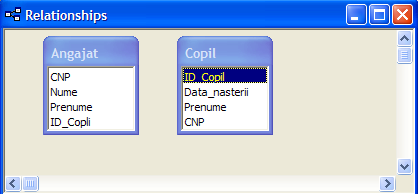 Relationships
Angajat
CNP
Nume
Prenume
ID_Copli
Copil
ID_Copil
Data_nasterii
Prenume
CNP